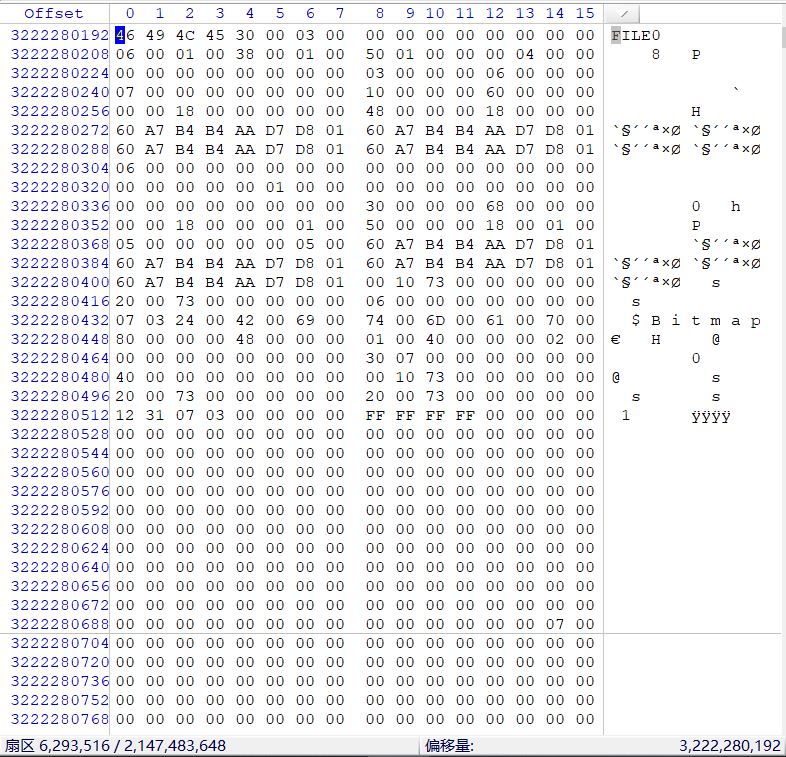 Offset 0 1 2 3 4 5 6 7 8 9 10 11 12 13 14 15
3222280192 46 49 4C 45 30 00 03 00 00 00 00 00 00 00 00 00 FILE0
3222280208 06 00 01 00 38 00 01 00 50 01 00 00 00 04 00 00 8 P
3222280224 00 00 00 00 00 00 00 00 03 00 00 00 06 00 00 00
3222280240 07 00 00 00 00 00 00 00 10 00 00 00 60 00 00 00 `
3222280256 00 00 18 00 00 00 00 00 48 00 00 00 18 00 00 00 H
3222280272 60 A7 B4 B4 AA D7 D8 01 60 A7 B4 B4 AA D7 D8 01 `§´´ª×Ø `§´´ª×Ø
3222280288 60 A7 B4 B4 AA D7 D8 01 60 A7 B4 B4 AA D7 D8 01 `§´´ª×Ø `§´´ª×Ø
3222280304 06 00 00 00 00 00 00 00 00 00 00 00 00 00 00 00
3222280320 00 00 00 00 00 01 00 00 00 00 00 00 00 00 00 00
3222280336 00 00 00 00 00 00 00 00 30 00 00 00 68 00 00 00 0 h
3222280352 00 00 18 00 00 00 01 00 50 00 00 00 18 00 01 00 P
3222280368 05 00 00 00 00 00 05 00 60 A7 B4 B4 AA D7 D8 01 `§´´ª×Ø
3222280384 60 A7 B4 B4 AA D7 D8 01 60 A7 B4 B4 AA D7 D8 01 `§´´ª×Ø `§´´ª×Ø
3222280400 60 A7 B4 B4 AA D7 D8 01 00 10 73 00 00 00 00 00 `§´´ª×Ø s
3222280416 20 00 73 00 00 00 00 00 06 00 00 00 00 00 00 00 s
3222280432 07 03 24 00 42 00 69 00 74 00 6D 00 61 00 70 00 $ B i t m a p
3222280448 80 00 00 00 48 00 00 00 01 00 40 00 00 00 02 00 € H @
3222280464 00 00 00 00 00 00 00 00 30 07 00 00 00 00 00 00 0
3222280480 40 00 00 00 00 00 00 00 00 10 73 00 00 00 00 00 @ s
3222280496 20 00 73 00 00 00 00 00 20 00 73 00 00 00 00 00 s s
3222280512 12 31 07 03 00 00 00 00 FF FF FF FF 00 00 00 00 1 ÿÿÿÿ
3222280528 00 00 00 00 00 00 00 00 00 00 00 00 00 00 00 00
3222280544 00 00 00 00 00 00 00 00 00 00 00 00 00 00 00 00
3222280560 00 00 00 00 00 00 00 00 00 00 00 00 00 00 00 00
3222280576 00 00 00 00 00 00 00 00 00 00 00 00 00 00 00 00
3222280592 00 00 00 00 00 00 00 00 00 00 00 00 00 00 00 00
3222280608 00 00 00 00 00 00 00 00 00 00 00 00 00 00 00 00
3222280624 00 00 00 00 00 00 00 00 00 00 00 00 00 00 00 00
3222280640 00 00 00 00 00 00 00 00 00 00 00 00 00 00 00 00
3222280656 00 00 00 00 00 00 00 00 00 00 00 00 00 00 00 00
3222280672 00 00 00 00 00 00 00 00 00 00 00 00 00 00 00 00
3222280688 00 00 00 00 00 00 00 00 00 00 00 00 00 00 07 00
3222280704 00 00 00 00 00 00 00 00 00 00 00 00 00 00 00 00
3222280720 00 00 00 00 00 00 00 00 00 00 00 00 00 00 00 00
3222280736 00 00 00 00 00 00 00 00 00 00 00 00 00 00 00 00
3222280752 00 00 00 00 00 00 00 00 00 00 00 00 00 00 00 00
3222280768 00 00 00 00 00 00 00 00 00 00 00 00 00 00 00 00
扇区 6,293,516 / 2,147,483,648 偏移量: 3,222,280,192